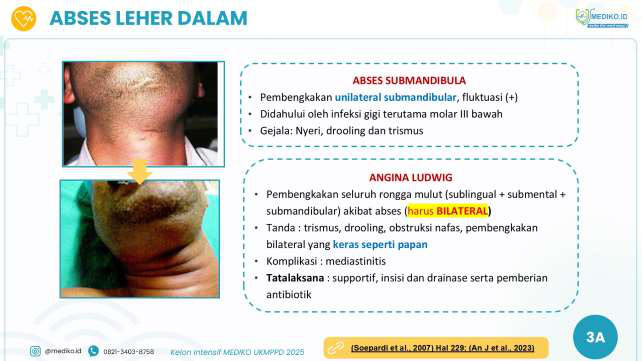 ABSES LEHER DALAM
MEDIKO.ID
ABSES SUBMANDIBULA
• Pembengkakan unilateral submandibular, fluktuasi (+)
• Didahului oleh infeksi gigi terutama molar III bawah
• Gejala: Nyeri, drooling dan trismus
ANGINA LUDWIG
• Pembengkakan seluruh rongga mulut (sublingual + submental +
submandibular) akibat abses (harus BILATERAL)
• Tanda : trismus, drooling, obstruksi nafas, pembengkakan
bilateral yang keras seperti papan
• Komplikasi : mediastinitis
• Tatalaksana : supportif, insisi dan drainase serta pemberian
antibiotik
@mediko.id
0821-3403-8758
Kelon Intensif MEDIKO UKMPPD 2025
(Soepardi et al., 2007) Hal 229; (An J et al., 2023)
3A